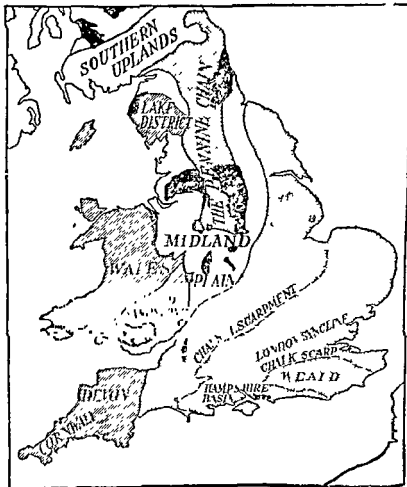 SOUTHERN
UPLANDS
LAKE
DISTRICT
THE PENNINE CHAIN
MIDLAND
PLAIN
WALES
CHALK ESCARPMENT
LONDON SYNCLINE
CHALK SCARP
WEALD
HAMPSHIRE
BASIN
DEVON
CORNWALL